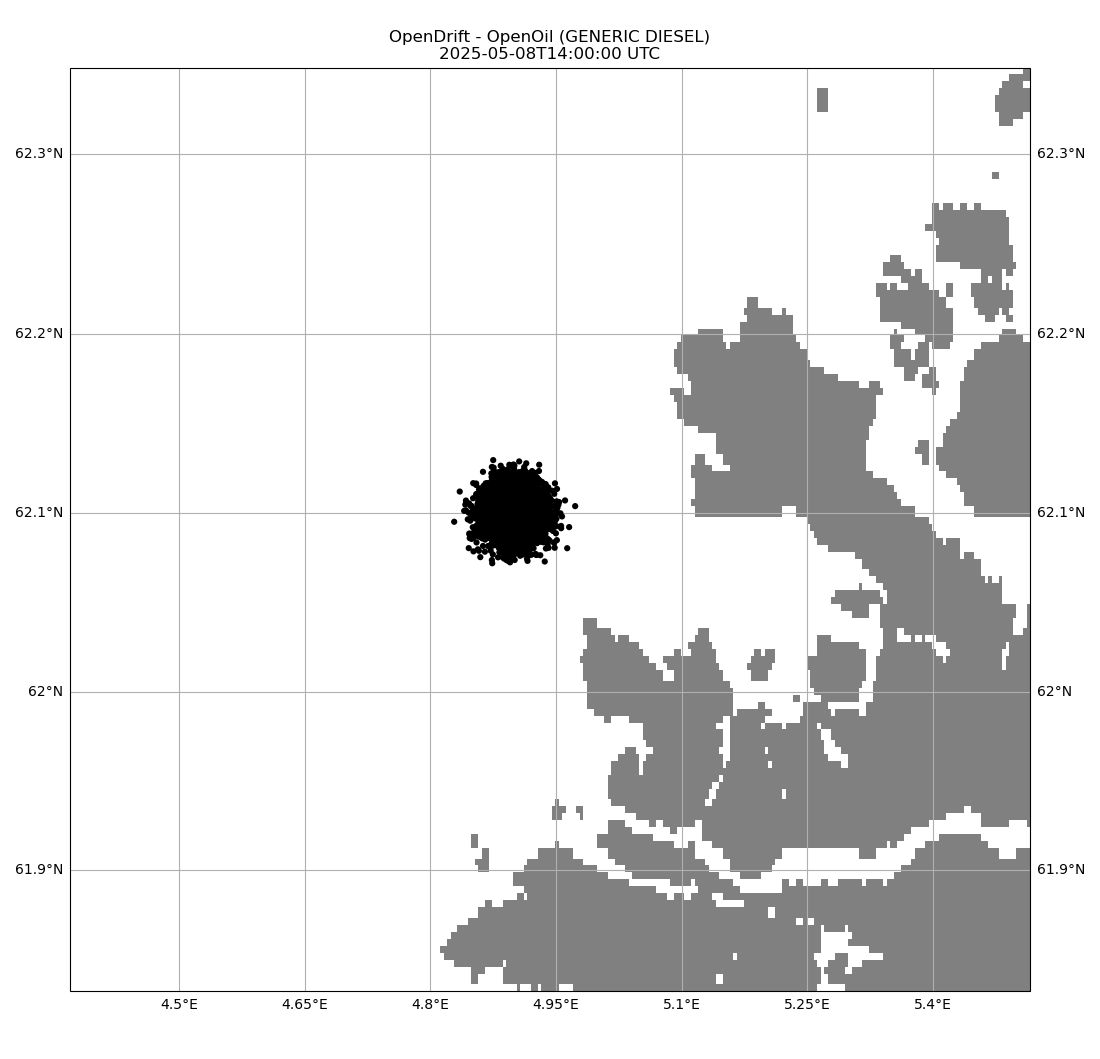 OpenDrift - OpenOil (GENERIC DIESEL)
2025-05-08T14:00:00 UTC
62.3°N
62.3°N
62.2°N
62.2°N
62.1°N
62.1°N
62°N
62°N
61.9°N
61.9°N
4.5°E
4.65°E
4.8°E
4.95°E
5.1°E
5.25°E
5.4°E